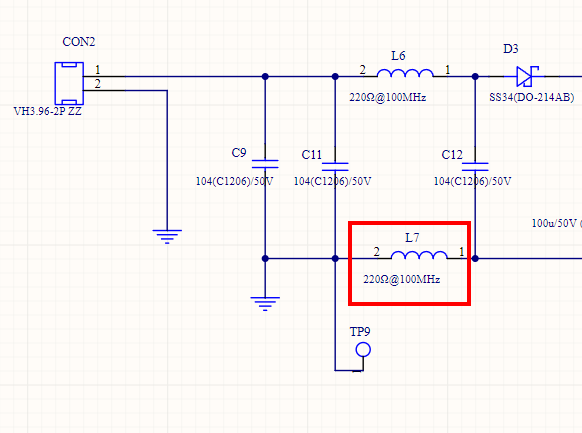 CON2
1
2
VH3.96-2P ZZ
L6
2
1
220Ω@100MHz
D3
SS34(DO-214AB)
C9
104(C1206)/50V
C11
104(C1206)/50V
C12
104(C1206)/50V
100u/50V (
L7
2
1
220Ω@100MHz
TP9